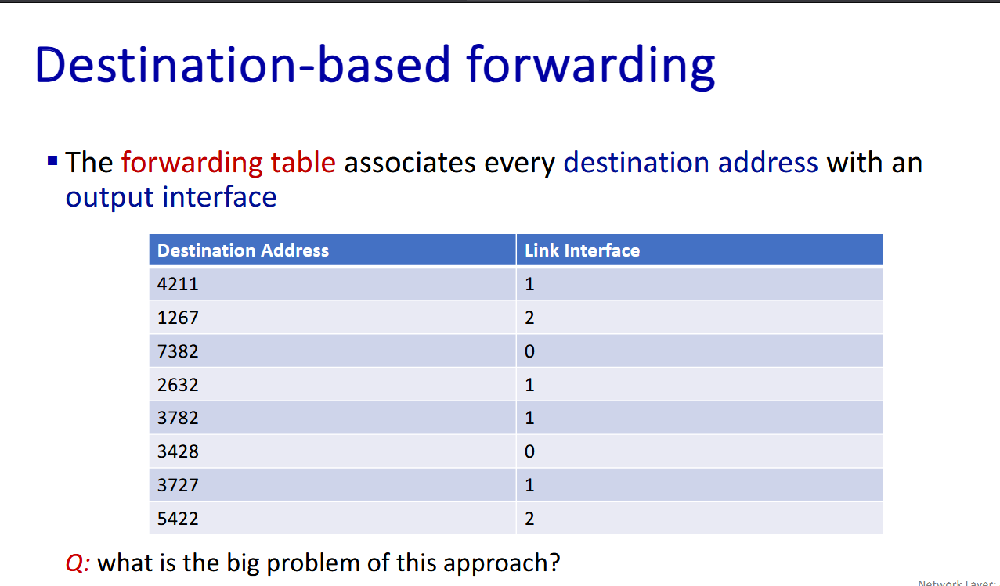 Destination-based forwarding
▪ The forwarding table associates every destination address with an
output interface
Destination Address Link Interface
4211 1
1267 2
7382 0
2632 1
3782 1
3428 0
3727 1
5422 2
Q: what is the big problem of this approach?
Network Layer: